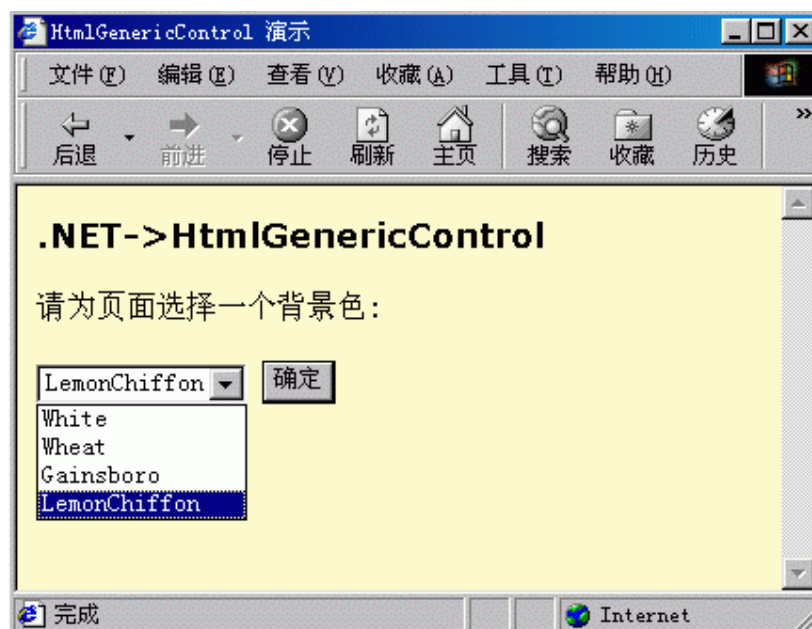 HtmlGenericControl 演示
文件(F) 编辑(E) 查看(V) 收藏(A) 工具(T) 帮助(H)
后退 前进 停止 刷新 主页 搜索 收藏 历史 »
.NET->HtmlGenericControl
请为页面选择一个背景色:
LemonChiffon 确定
White
Wheat
Gainsboro
LemonChiffon
完成 Internet